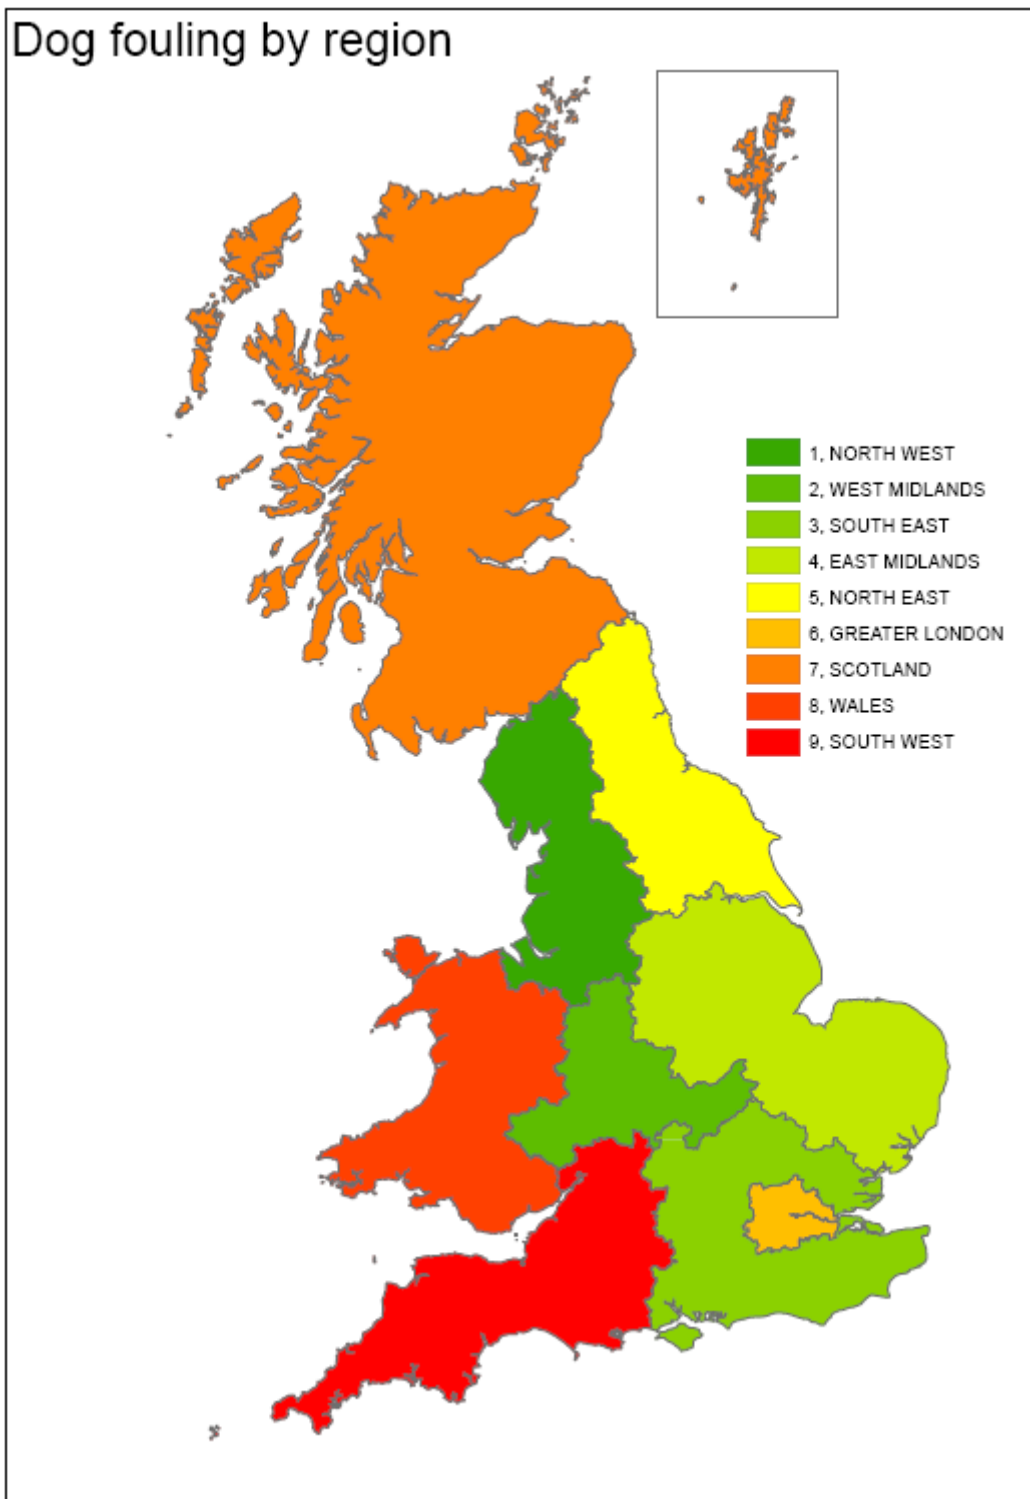 Dog fouling by region
1, NORTH WEST
2, WEST MIDLANDS
3, SOUTH EAST
4, EAST MIDLANDS
5, NORTH EAST
6, GREATER LONDON
7, SCOTLAND
8, WALES
9, SOUTH WEST